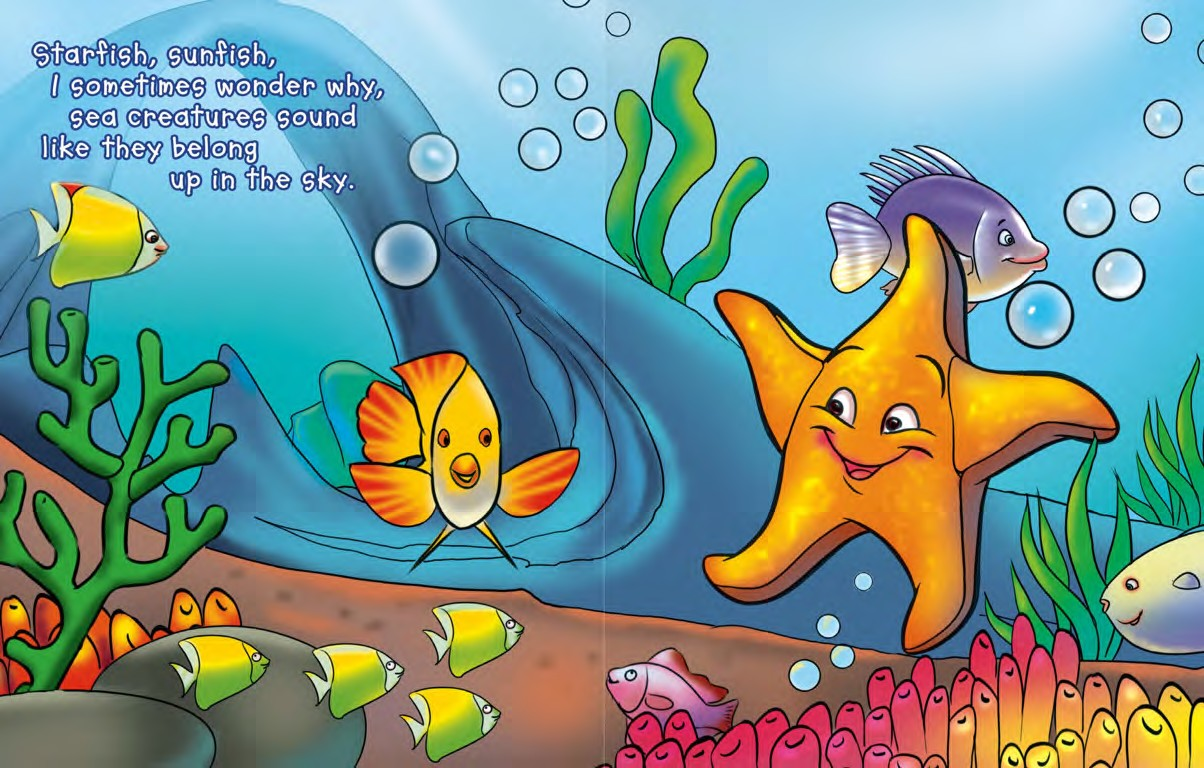 Starfish, sunfish,
I sometimes wonder why,
sea creatures sound
like they belong
up in the sky.